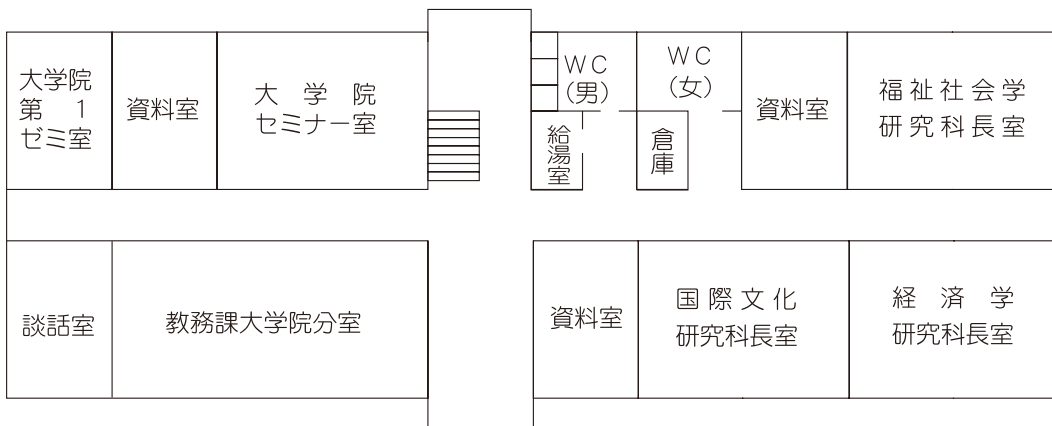 大学院
第1
ゼミ室
資料室
大学院
セミナー室
WC
(男)
WC
(女)
給湯室
倉庫
資料室
福祉社会学
研究科長室
談話室
教務課大学院分室
資料室
国際文化
研究科長室
経済学
研究科長室